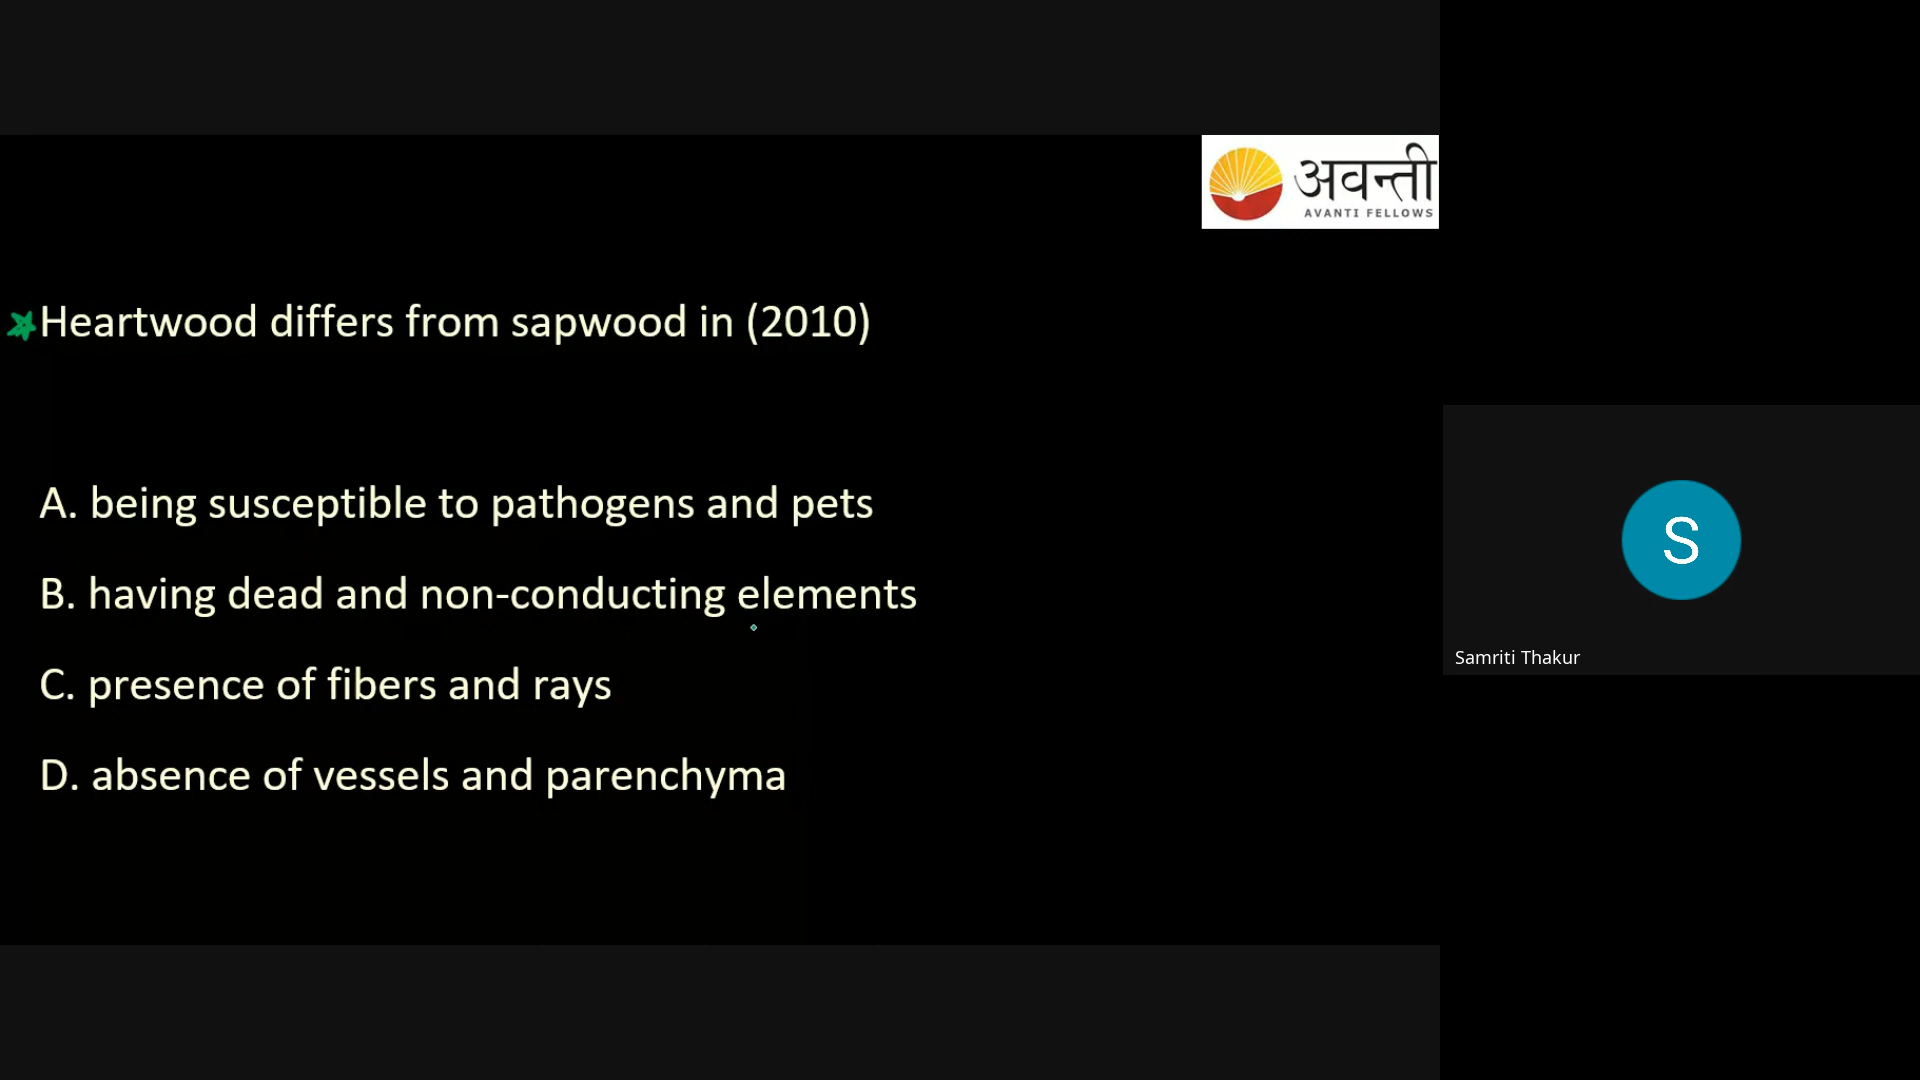 अवन्ती
AVANTI FELLOWS
Heartwood differs from sapwood in (2010)
A. being susceptible to pathogens and pets
B. having dead and non-conducting elements
C. presence of fibers and rays
D. absence of vessels and parenchyma
S
Samriti Thakur